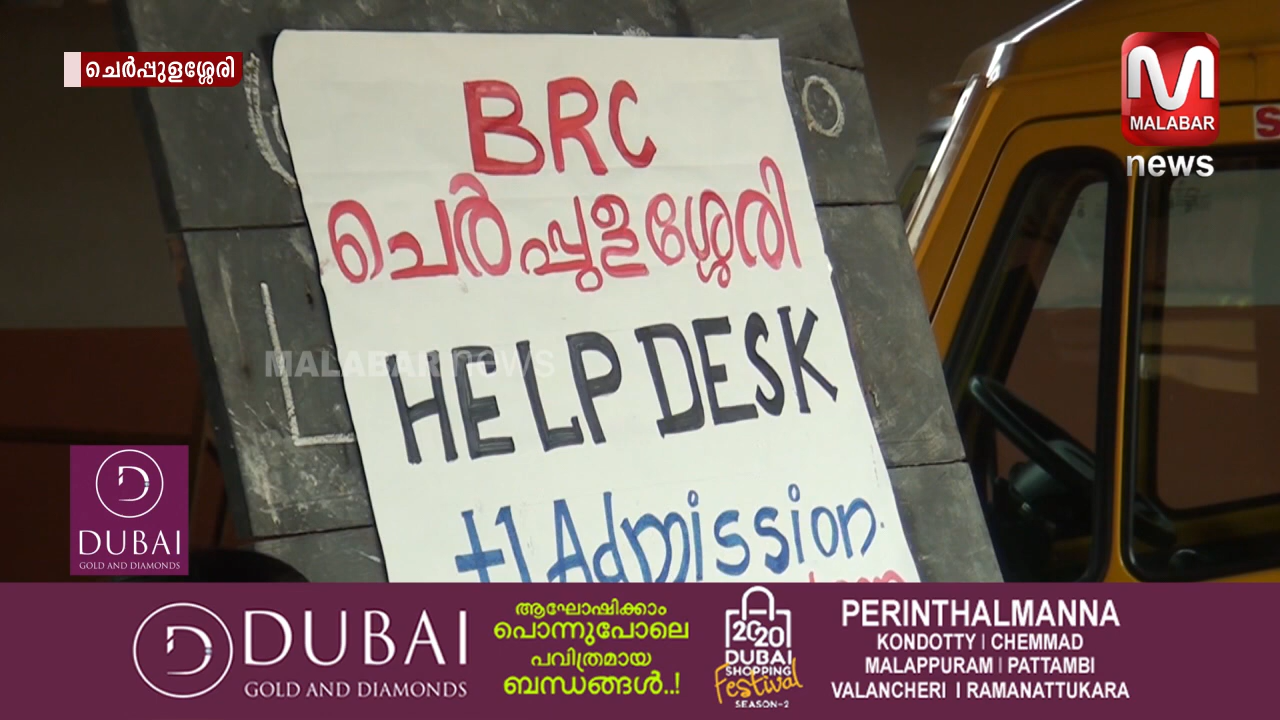 ചെർപ്പുളശ്ശേരി
M
MALABAR
news
S
BRC
ചെർപ്പുളശ്ശേരി
HELP DESK
MALABAR news
+1 Admission
D
DUBAI
GOLD AND DIAMONDS
DUBAI
GOLD AND DIAMONDS
ആഘോഷിക്കാം
പൊന്നുപോലെ
പവിത്രമായ
ബന്ധങ്ങൾ..!
2020
DUBAI
SHOPPING
Festival
SEASON-2
PERINTHALMANNA
KONDOTTY | CHEMMAD
MALAPPURAM | PATTAMBI
VALANCHERI | RAMANATTUKARA